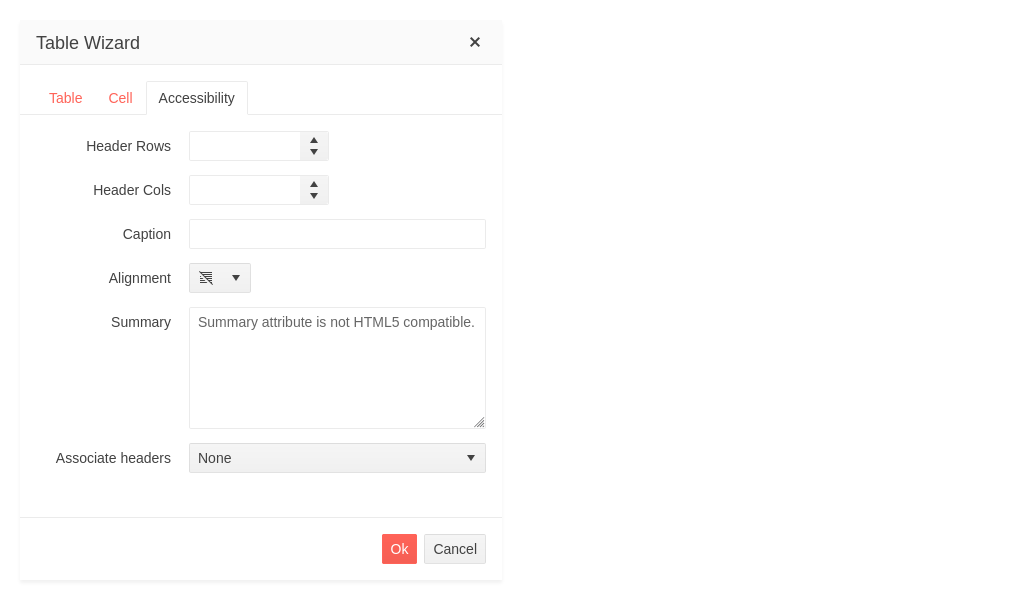 Table Wizard
Table Cell Accessibility
Header Rows
Header Cols
Caption
Alignment
Summary Summary attribute is not HTML5 compatible.
Associate headers None
Ok Cancel